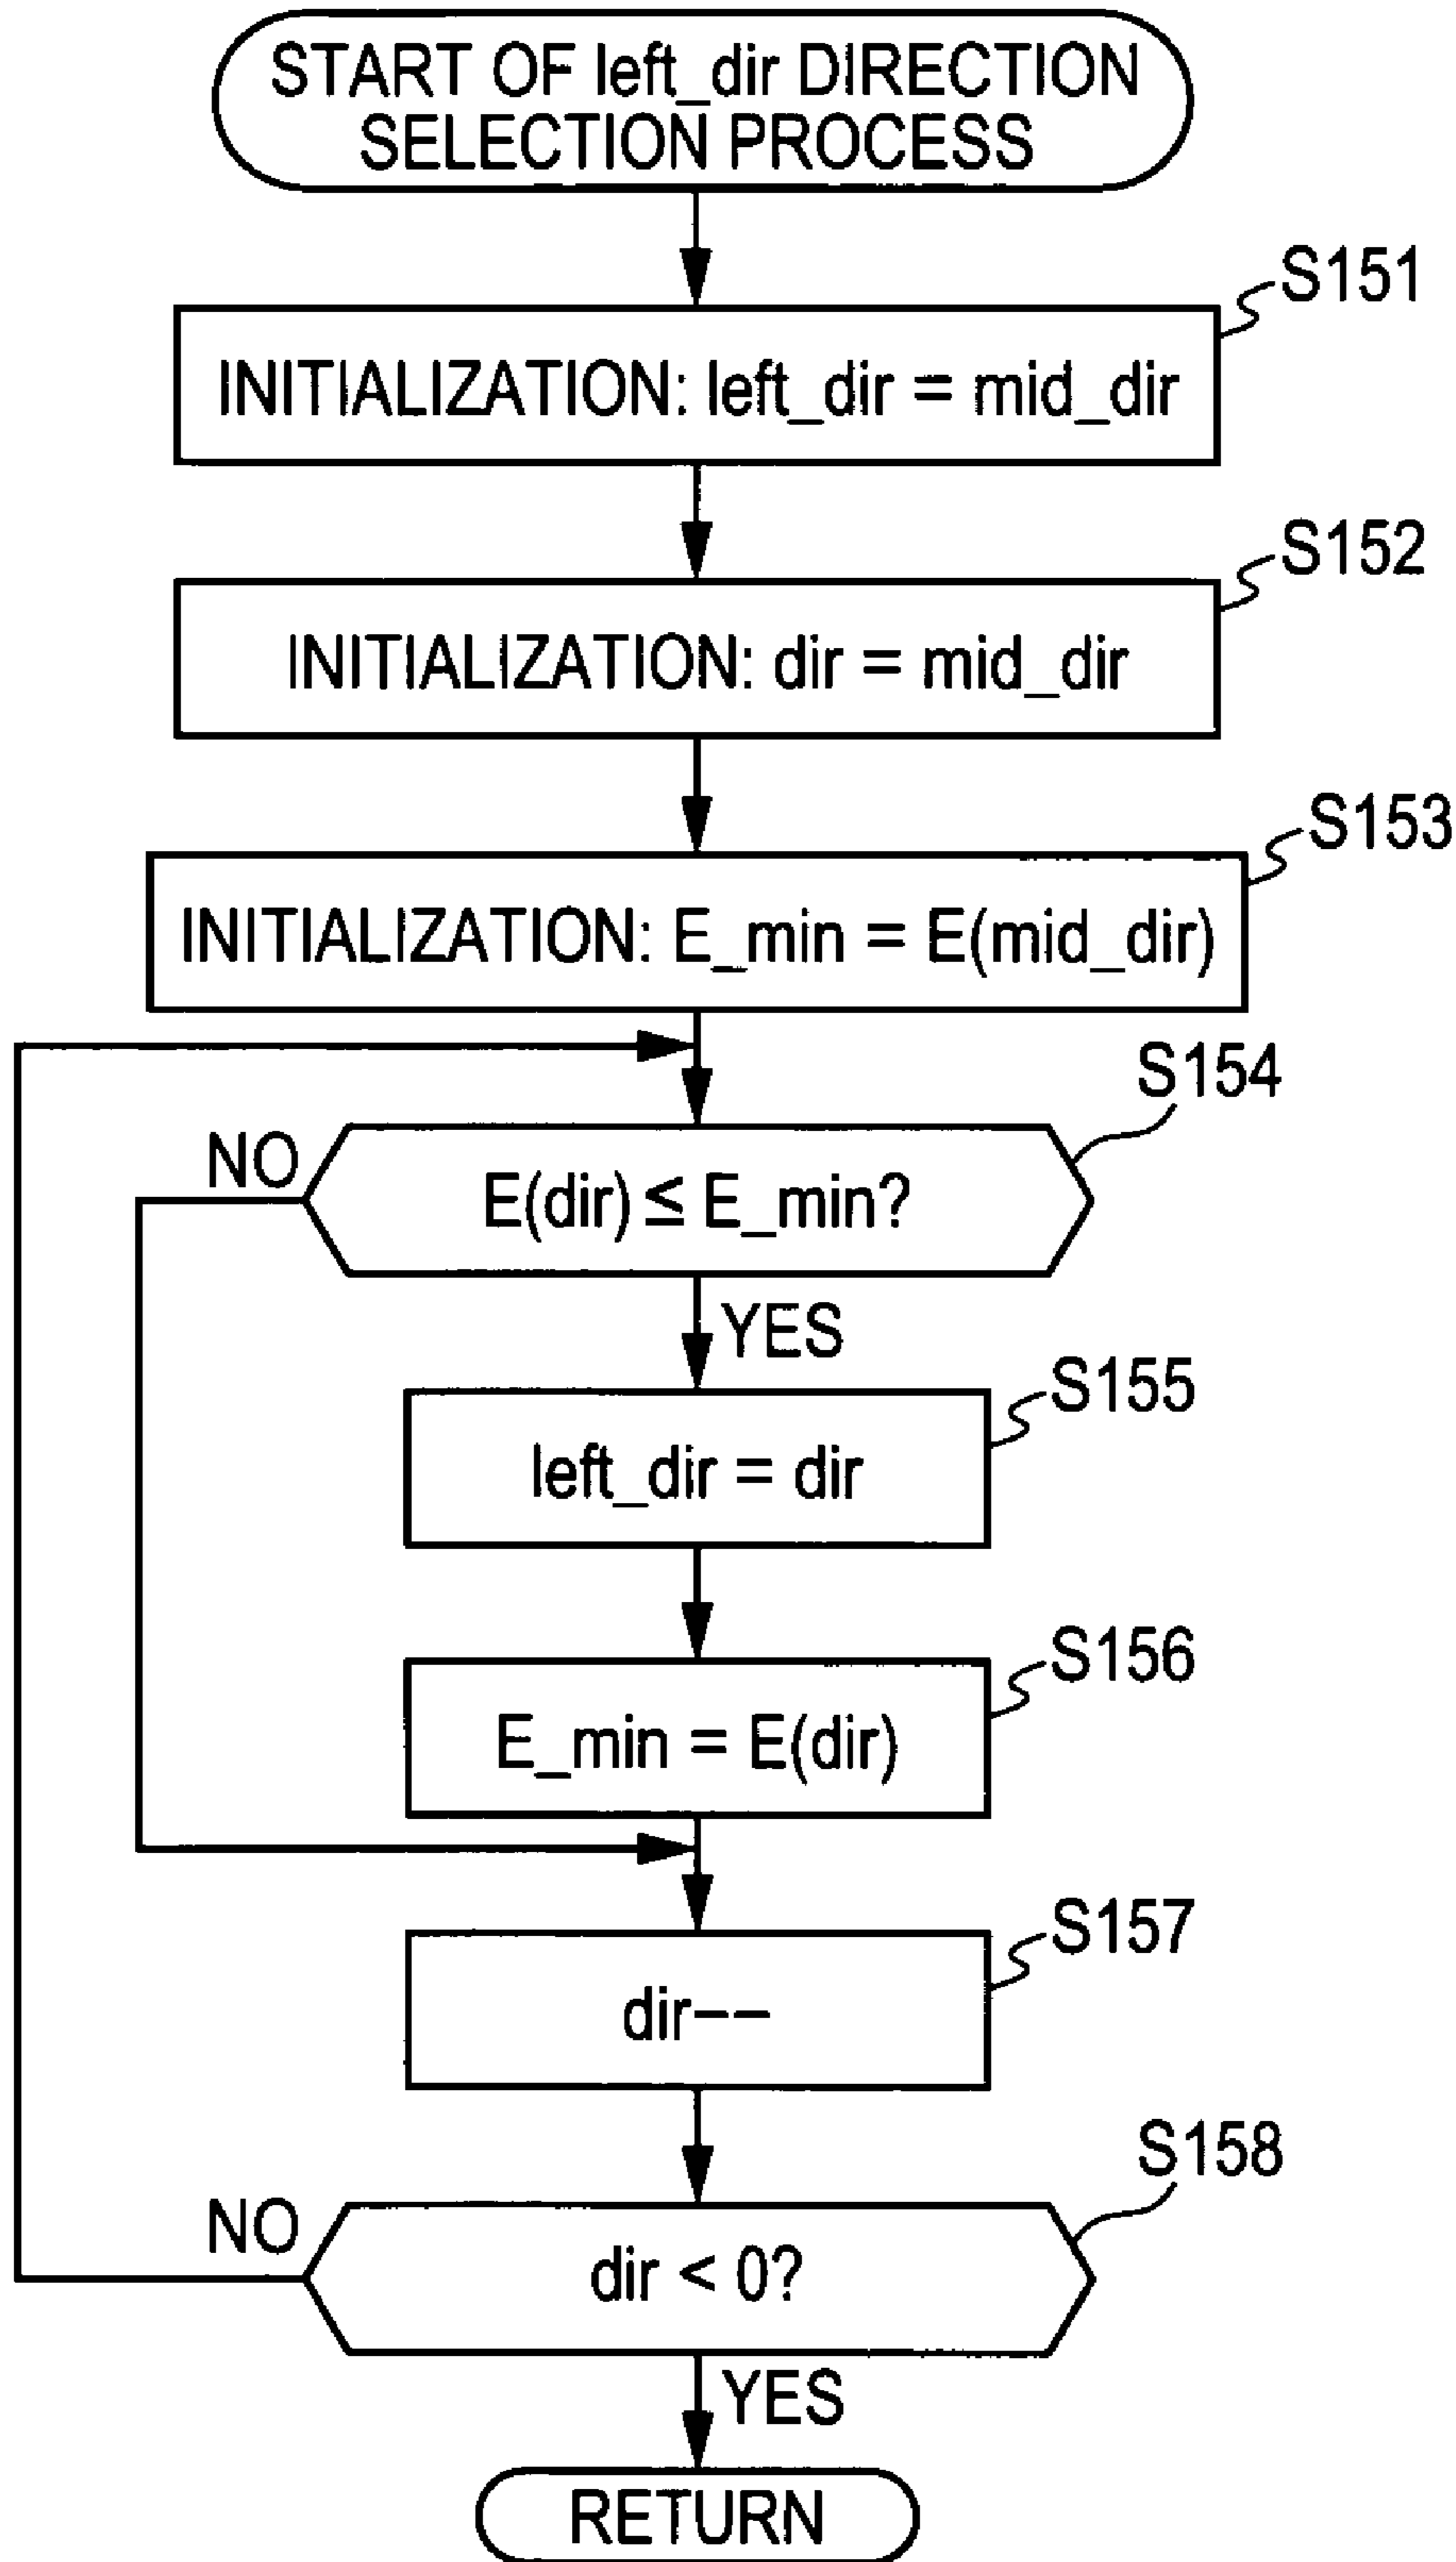 START OF left_dir DIRECTION
SELECTION PROCESS
S151
INITIALIZATION: left_dir = mid_dir
S152
INITIALIZATION: dir = mid_dir
S153
INITIALIZATION: E_min = E(mid_dir)
S154
NO
E(dir) ≤ E_min?
YES
S155
left_dir = dir
S156
E_min = E(dir)
S157
dir−−
S158
NO
dir < 0?
YES
RETURN